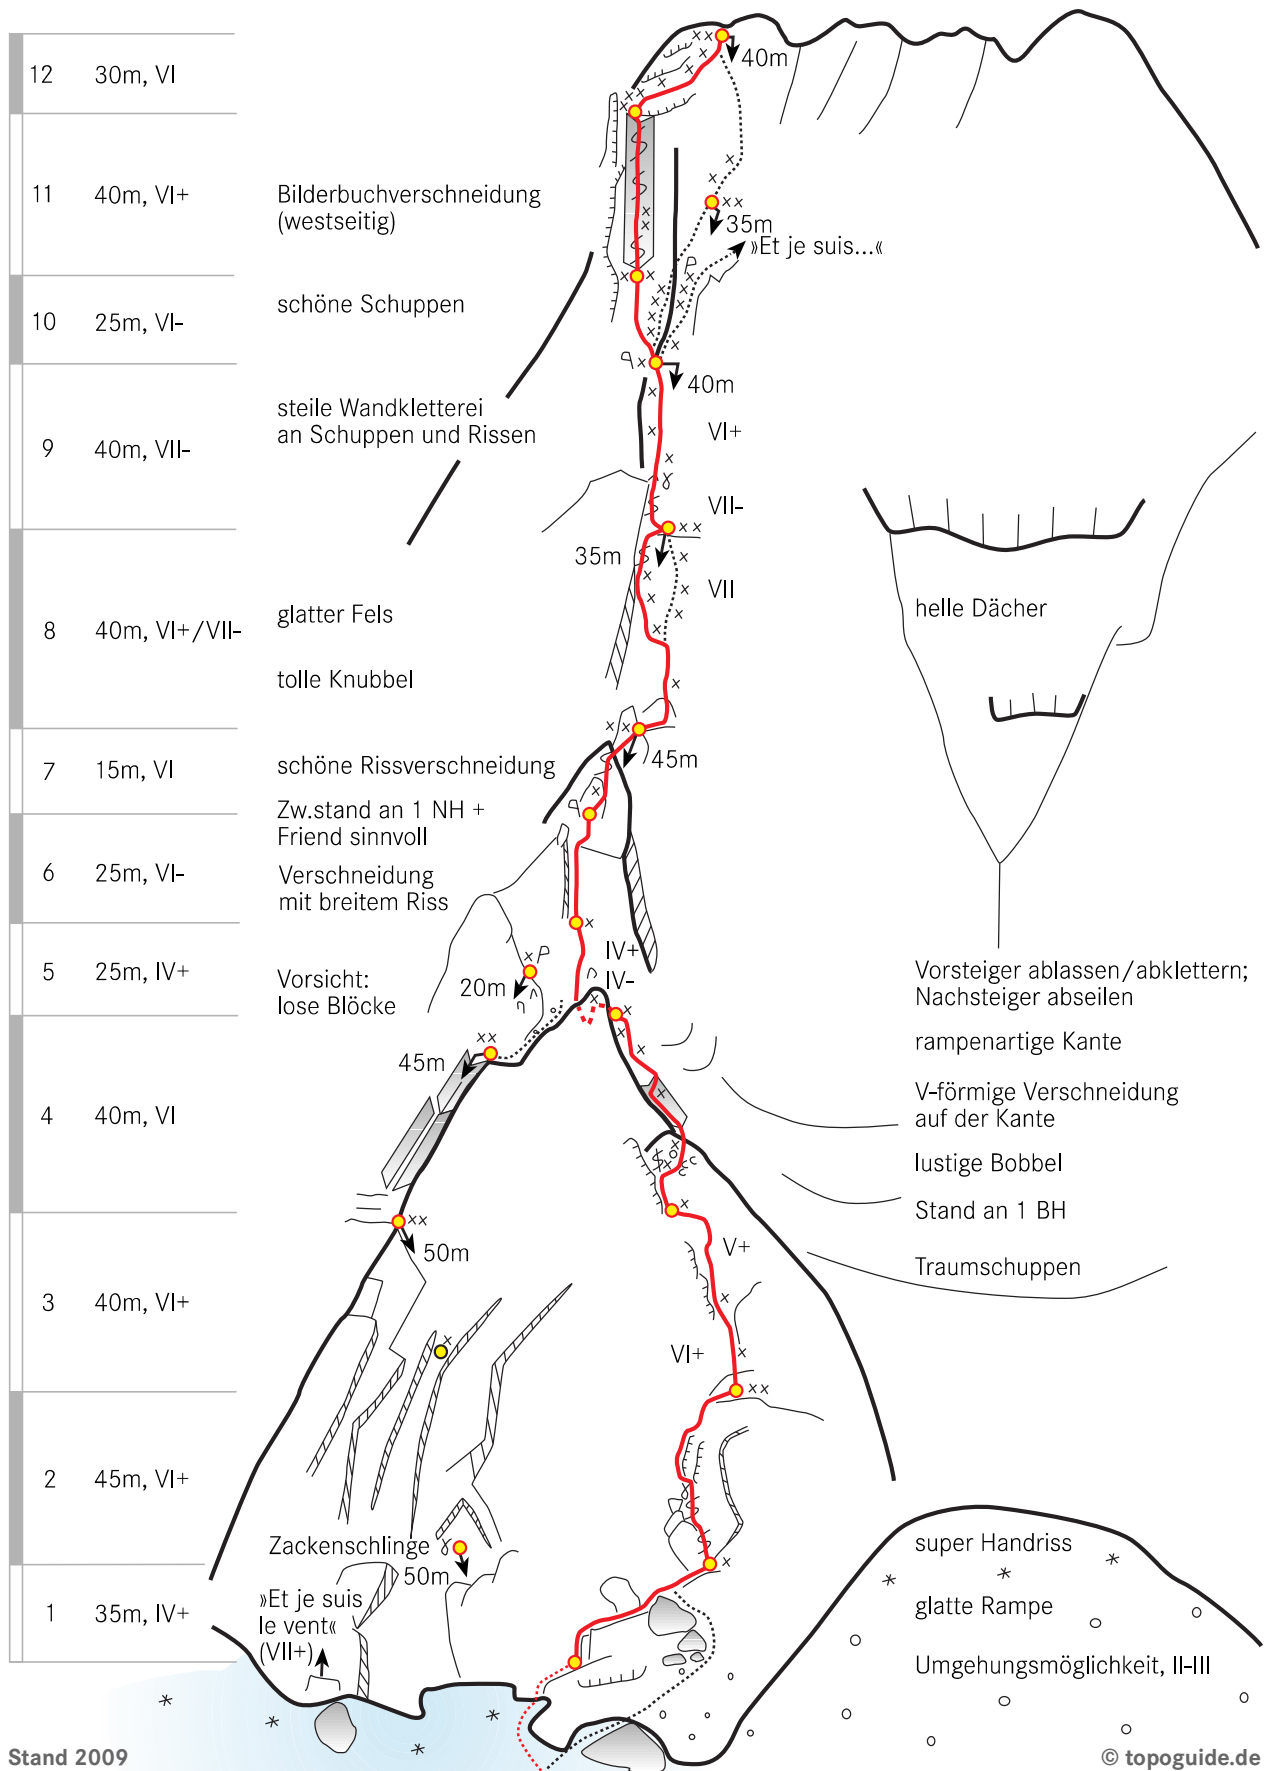 12 30m, VI
40m
11 40m, VI+
Bilderbuchverschneidung
(westseitig)
35m
»Et je suis...«
10 25m, VI-
schöne Schuppen
40m
9 40m, VII-
steile Wandkletterei
an Schuppen und Rissen
VI+
VII-
35m
VII
8 40m, VI+/VII-
glatter Fels
tolle Knubbel
helle Dächer
7 15m, VI
schöne Rissverschneidung
45m
Zw.stand an 1 NH +
Friend sinnvoll
6 25m, VI-
Verschneidung
mit breitem Riss
IV+
IV-
5 25m, IV+
Vorsicht:
lose Blöcke
20m
Vorsteiger ablassen/abklettern;
Nachsteiger abseilen
rampenartige Kante
45m
4 40m, VI
V-förmige Verschneidung
auf der Kante
lustige Bobbel
Stand an 1 BH
50m
V+
Traumschuppen
3 40m, VI+
VI+
2 45m, VI+
Zackenschlinge
50m
super Handriss
1 35m, IV+
»Et je suis
le vent«
(VII+)
glatte Rampe
Umgehungsmöglichkeit, II-III
Stand 2009
© topoguide.de